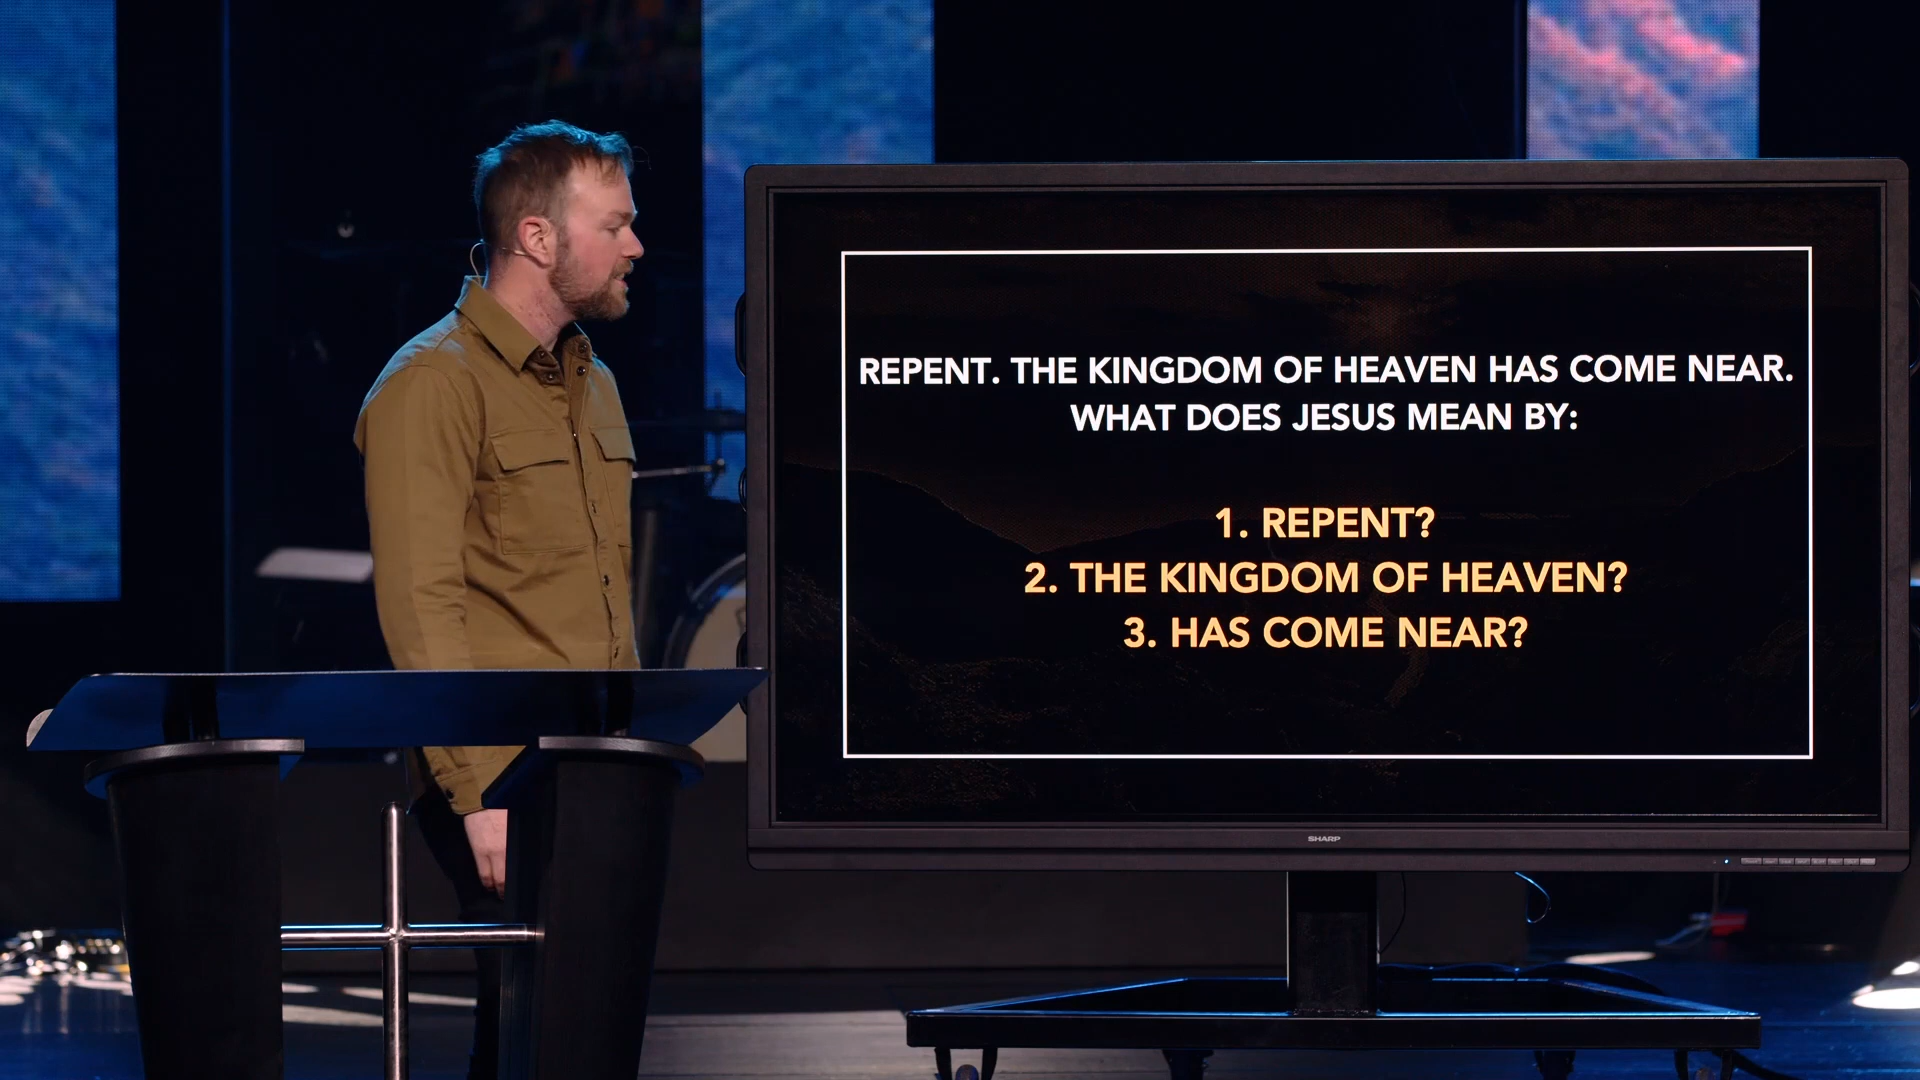 REPENT. THE KINGDOM OF HEAVEN HAS COME NEAR.
WHAT DOES JESUS MEAN BY:
1. REPENT?
2. THE KINGDOM OF HEAVEN?
3. HAS COME NEAR?
SHARP